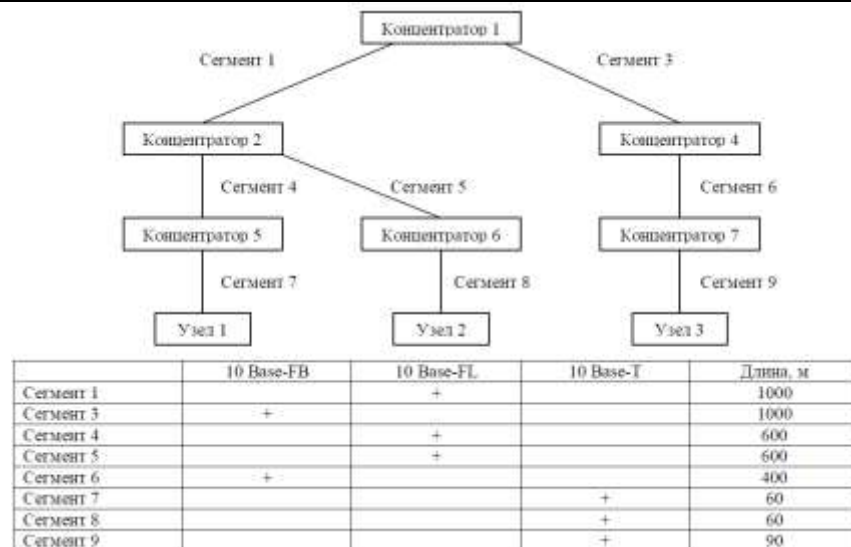 Концентратор 1
Сегмент 1
Сегмент 3
Концентратор 2
Концентратор 4
Сегмент 4
Сегмент 5
Сегмент 6
Концентратор 5
Концентратор 6
Концентратор 7
Сегмент 7
Сегмент 8
Сегмент 9
Узел 1
Узел 2
Узел 3
10 Base-FB 10 Base-FL 10 Base-T Длина, м
Сегмент 1 + 1000
Сегмент 3 + 1000
Сегмент 4 + 600
Сегмент 5 + 600
Сегмент 6 + 400
Сегмент 7 + 60
Сегмент 8 + 60
Сегмент 9 + 90